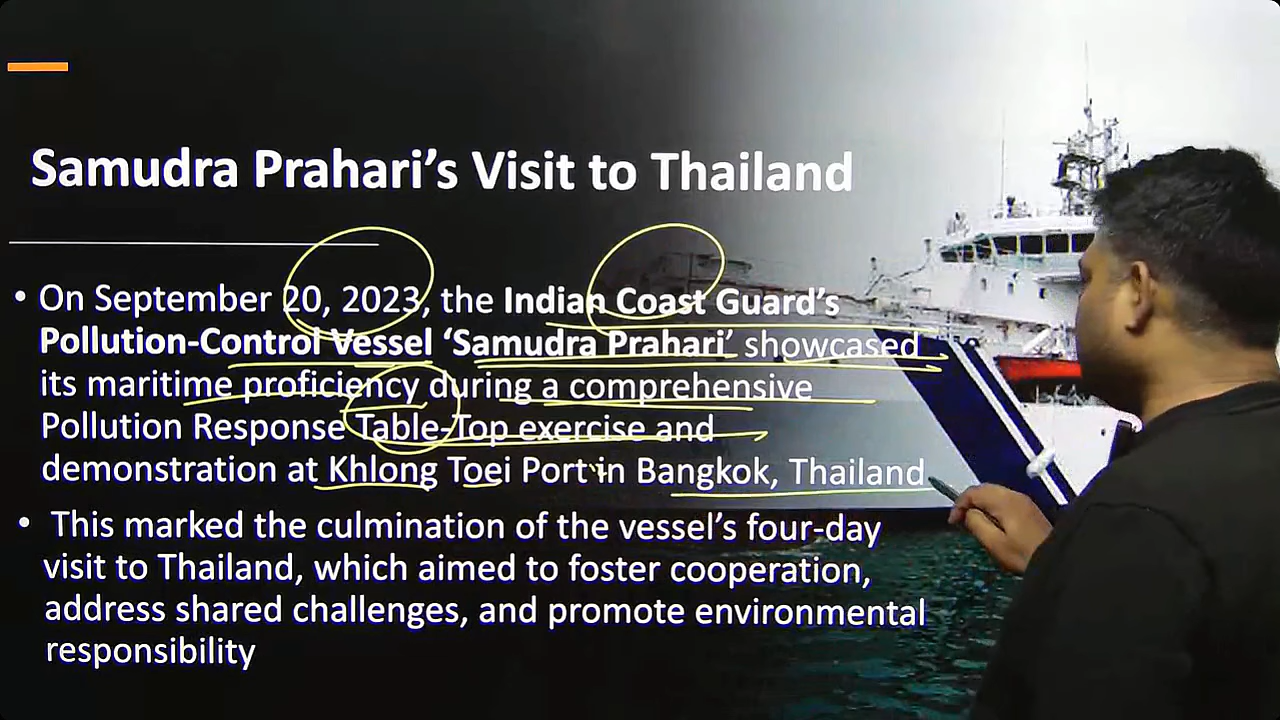 Samudra Prahari’s Visit to Thailand
• On September 20, 2023, the Indian Coast Guard’s
Pollution-Control Vessel ‘Samudra Prahari’ showcased
its maritime proficiency during a comprehensive
Pollution Response Table-Top exercise and
demonstration at Khlong Toei Port in Bangkok, Thailand
• This marked the culmination of the vessel’s four-day
visit to Thailand, which aimed to foster cooperation,
address shared challenges, and promote environmental
responsibility